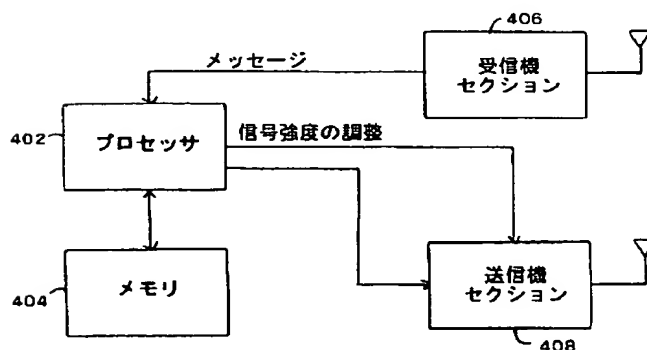 406
メッセージ
受信機
セクション
402
プロセッサ
信号強度の調整
404
メモリ
送信機
セクション
408